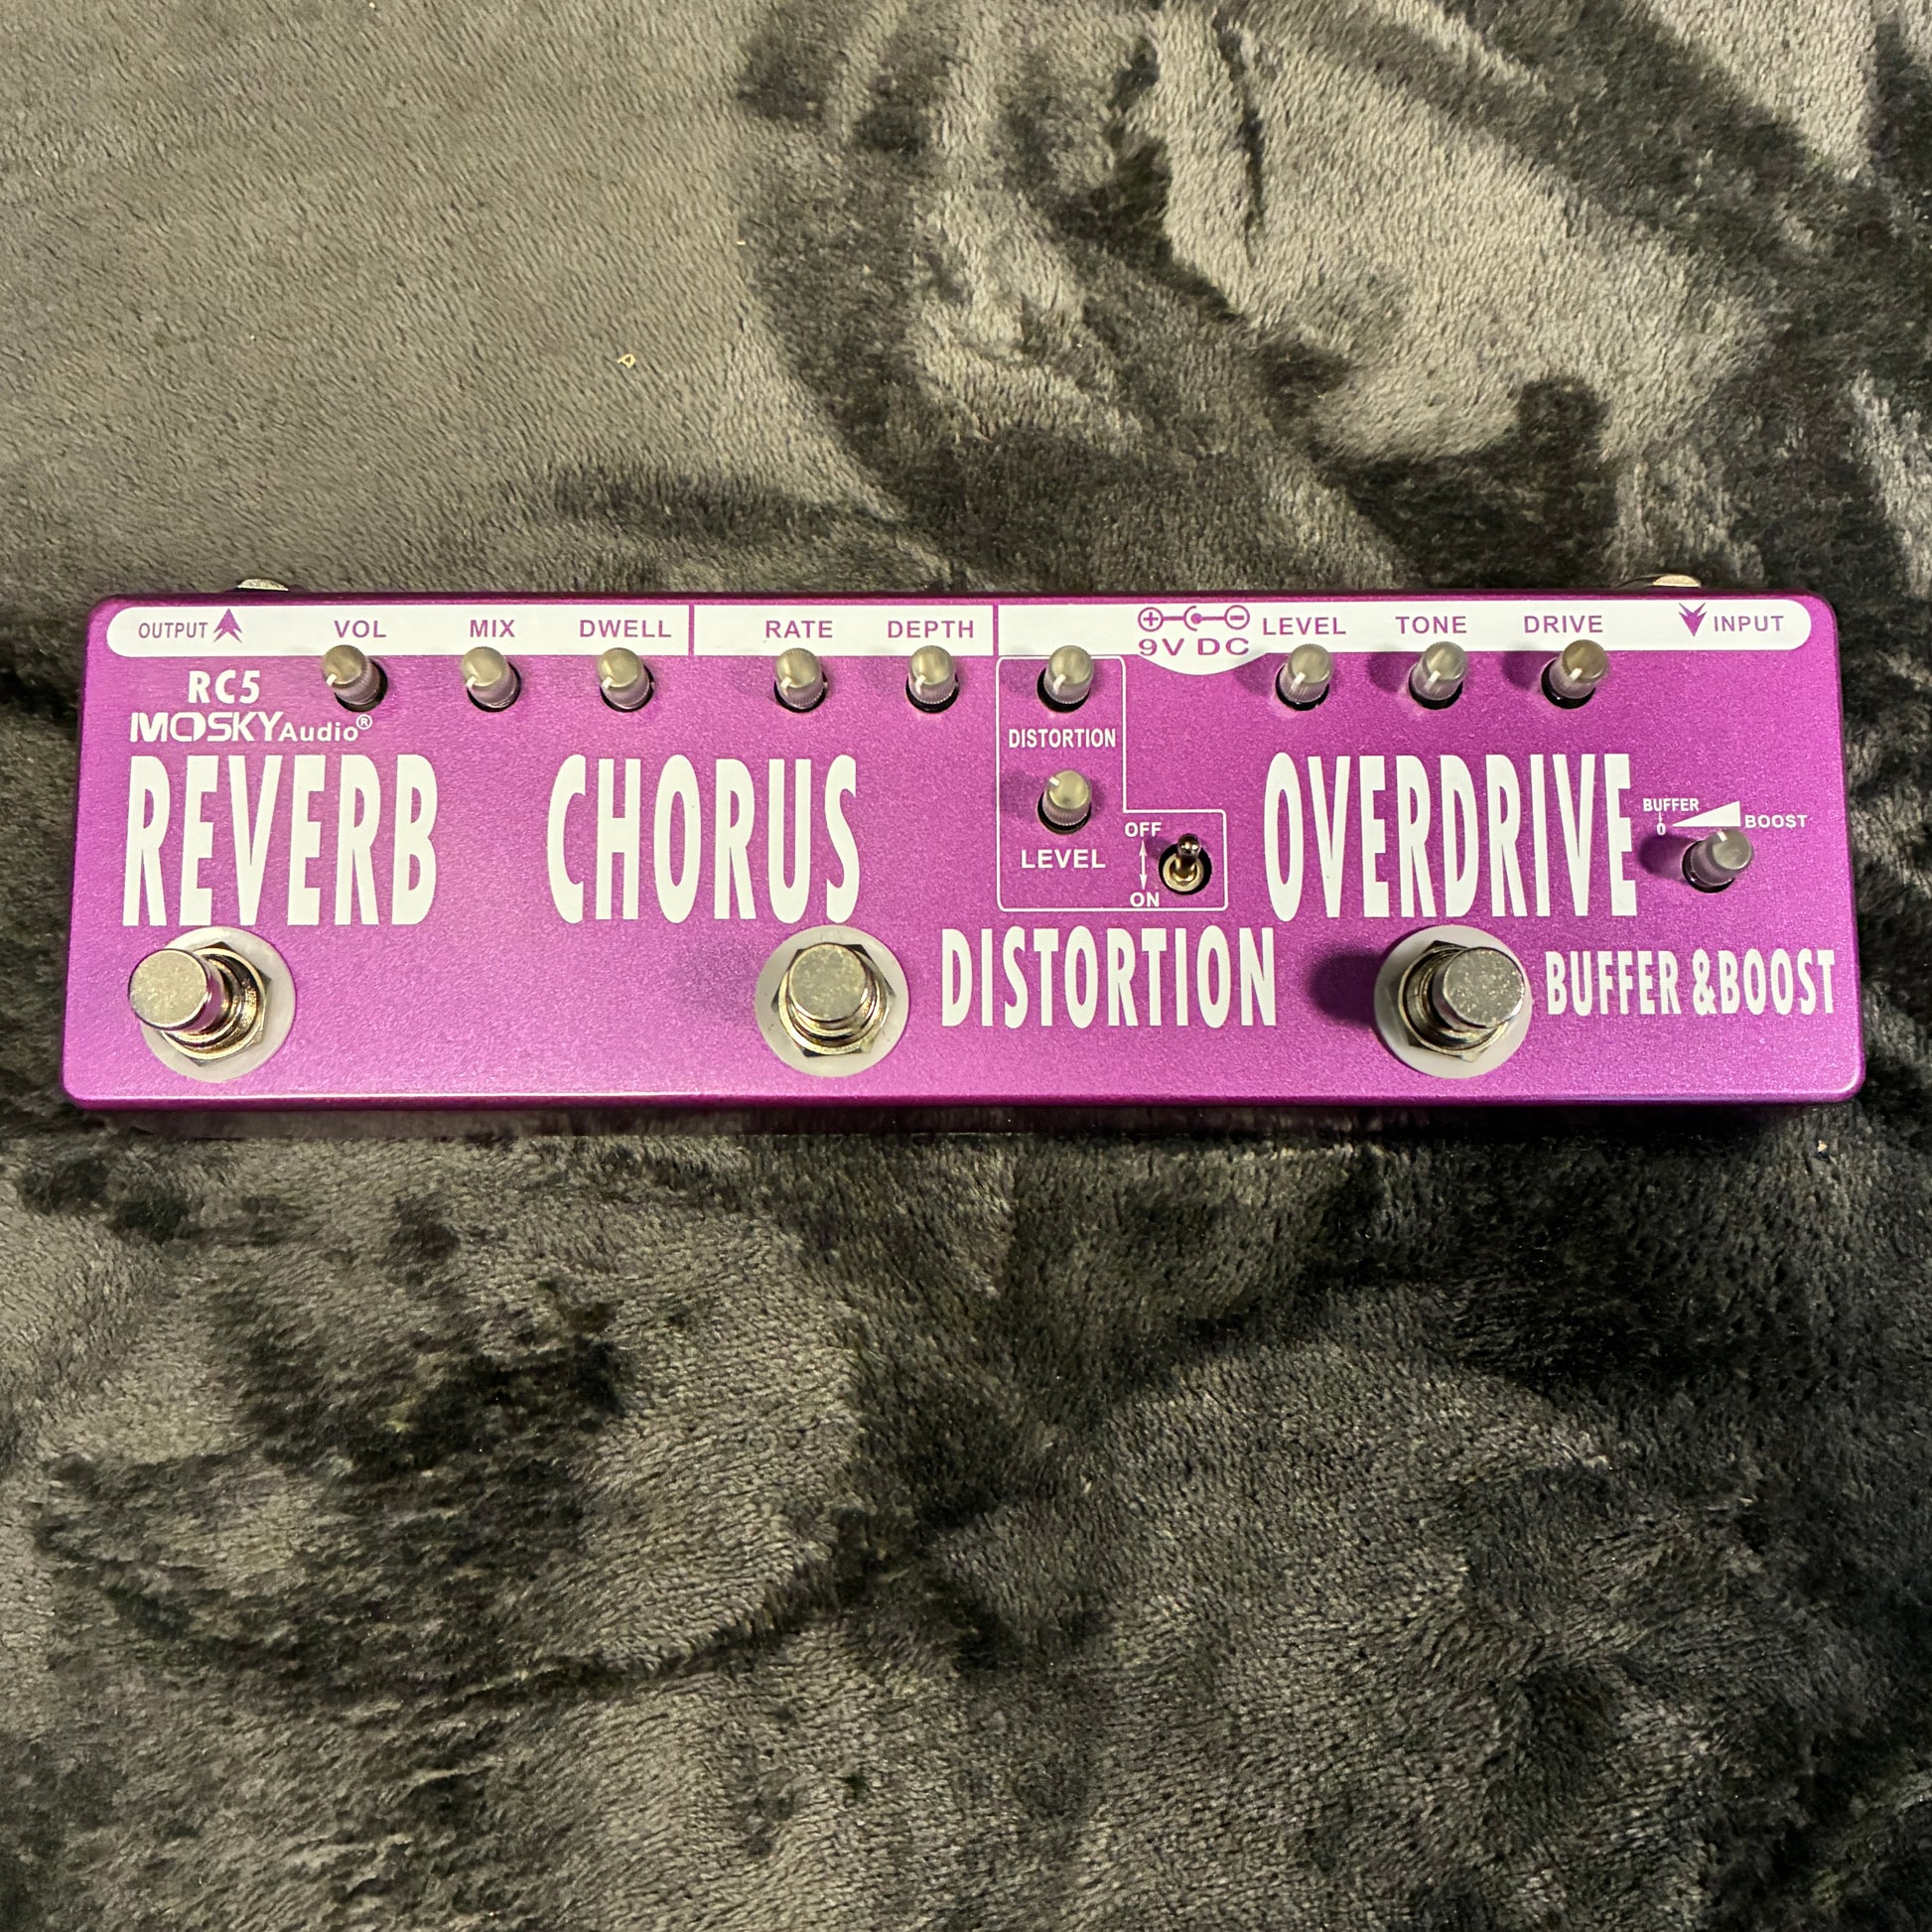 OUTPUT VOL MIX DWELL RATE DEPTH 9V DC LEVEL TONE DRIVE INPUT
RC5
MOSKYAudio®
DISTORTION
LEVEL
OFF
ON
BUFFER
0
BOOST
REVERB CHORUS OVERDRIVE
DISTORTION BUFFER &BOOST